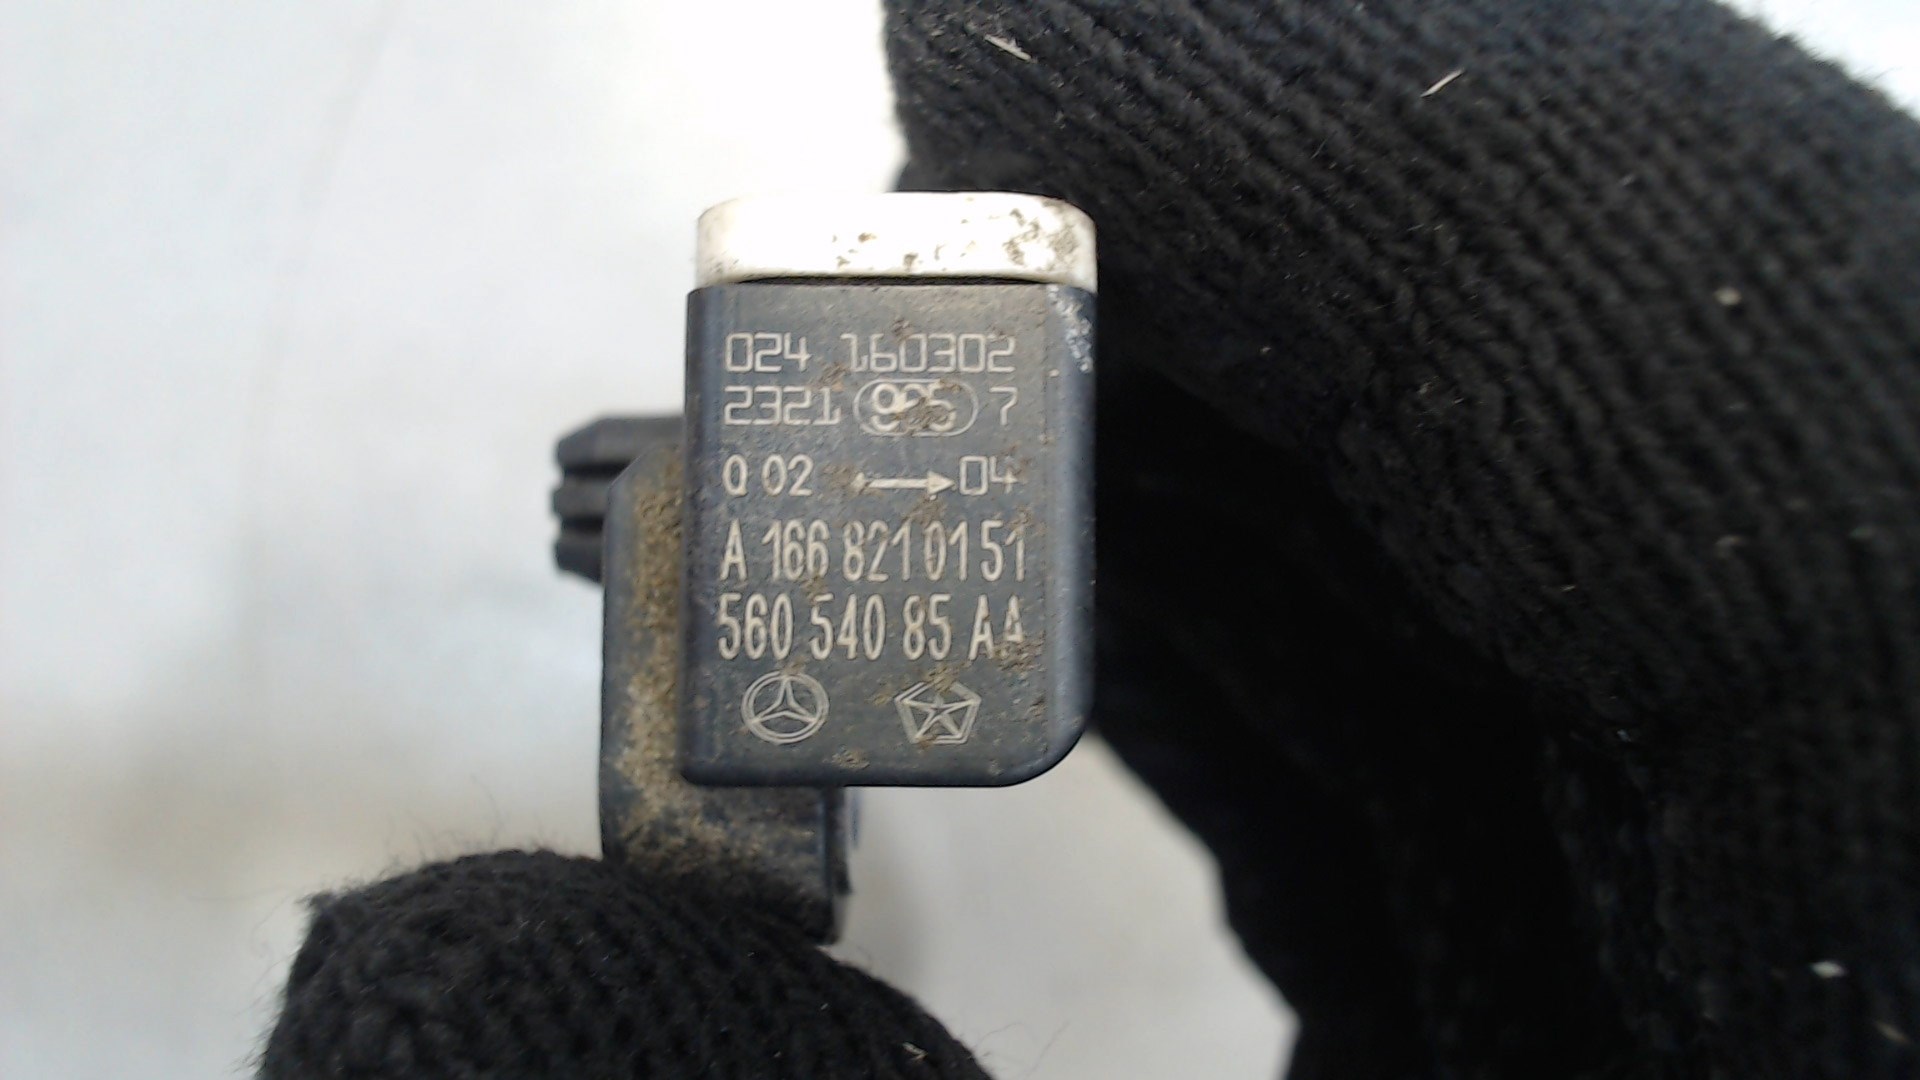 024 160302
2321 7
Q 02 → 04
A 166 821 01 51
560 540 85 AA